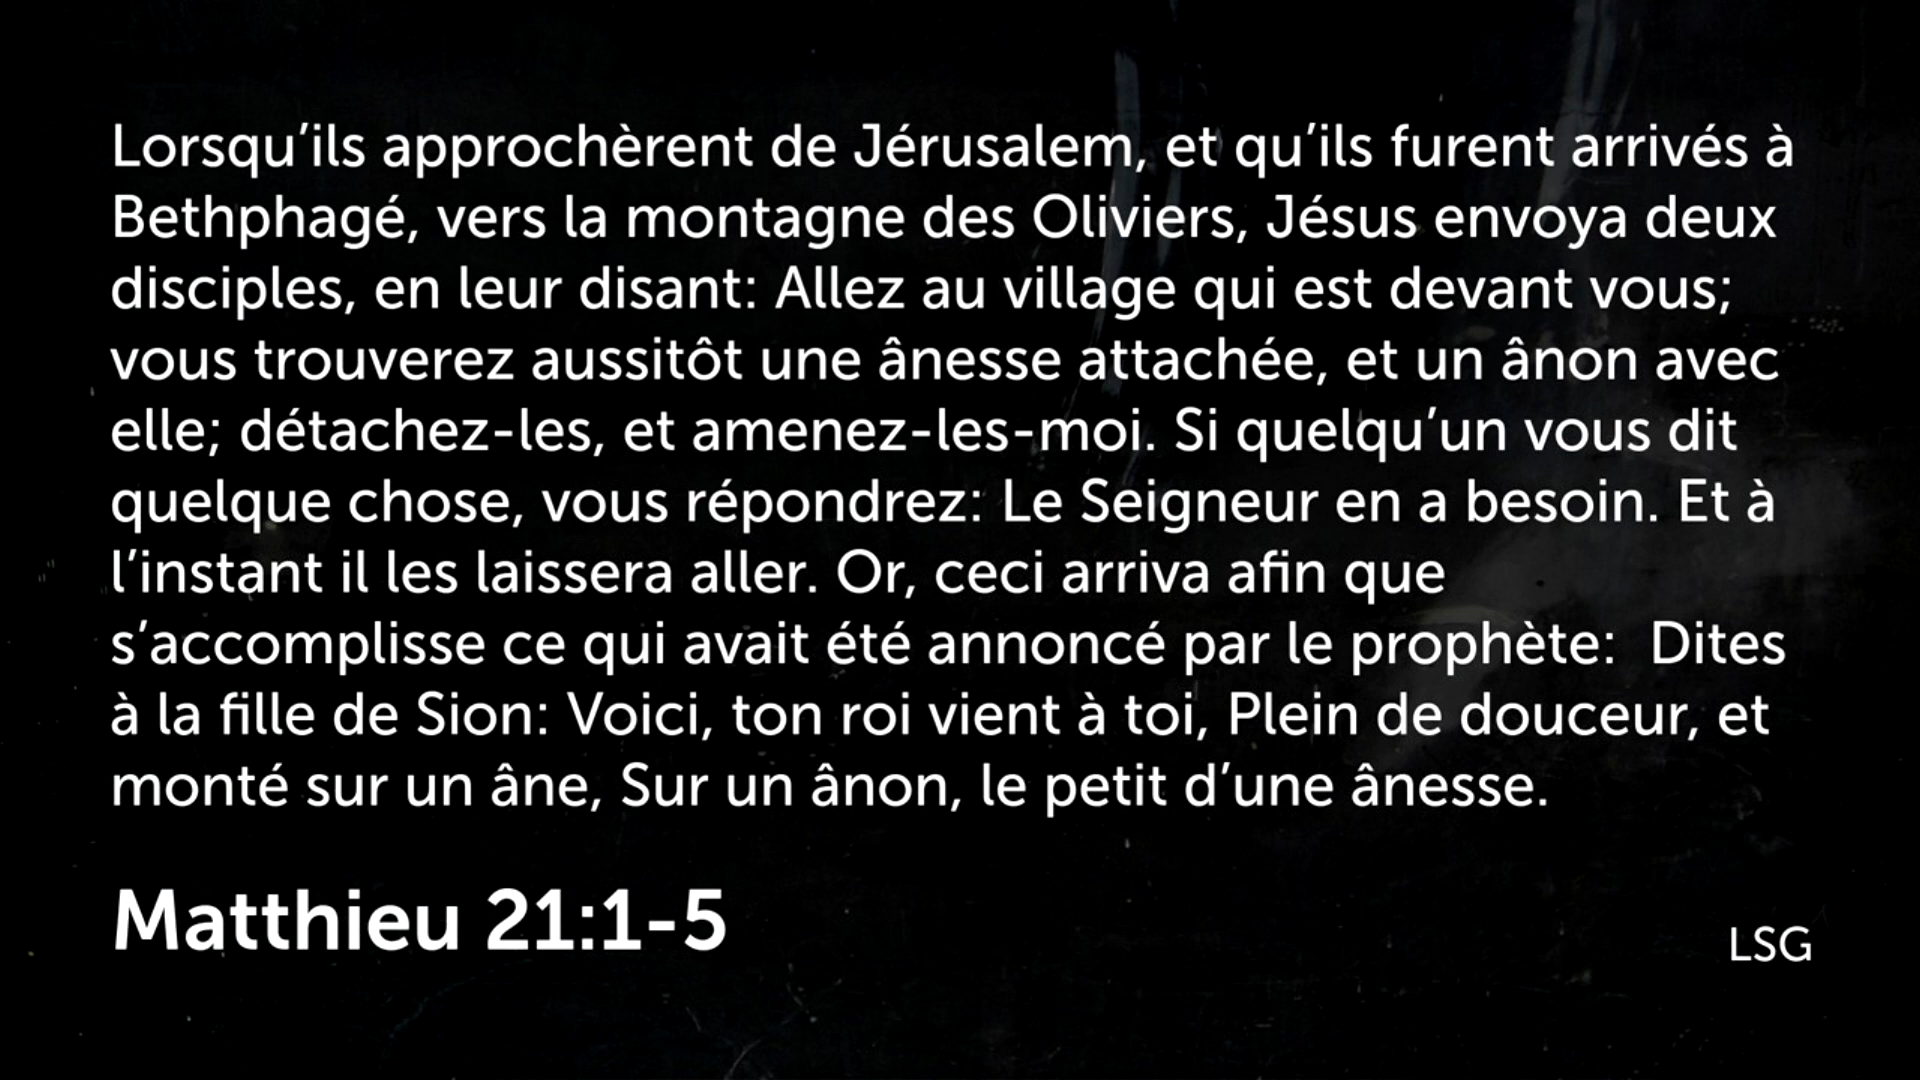 Lorsqu’ils approchèrent de Jérusalem, et qu’ils furent arrivés à
Bethphagé, vers la montagne des Oliviers, Jésus envoya deux
disciples, en leur disant: Allez au village qui est devant vous;
vous trouverez aussitôt une ânesse attachée, et un ânon avec
elle; détachez-les, et amenez-les-moi. Si quelqu’un vous dit
quelque chose, vous répondrez: Le Seigneur en a besoin. Et à
l’instant il les laissera aller. Or, ceci arriva afin que
s’accomplisse ce qui avait été annoncé par le prophète:  Dites
à la fille de Sion: Voici, ton roi vient à toi, Plein de douceur, et
monté sur un âne, Sur un ânon, le petit d’une ânesse.
Matthieu 21:1-5
LSG